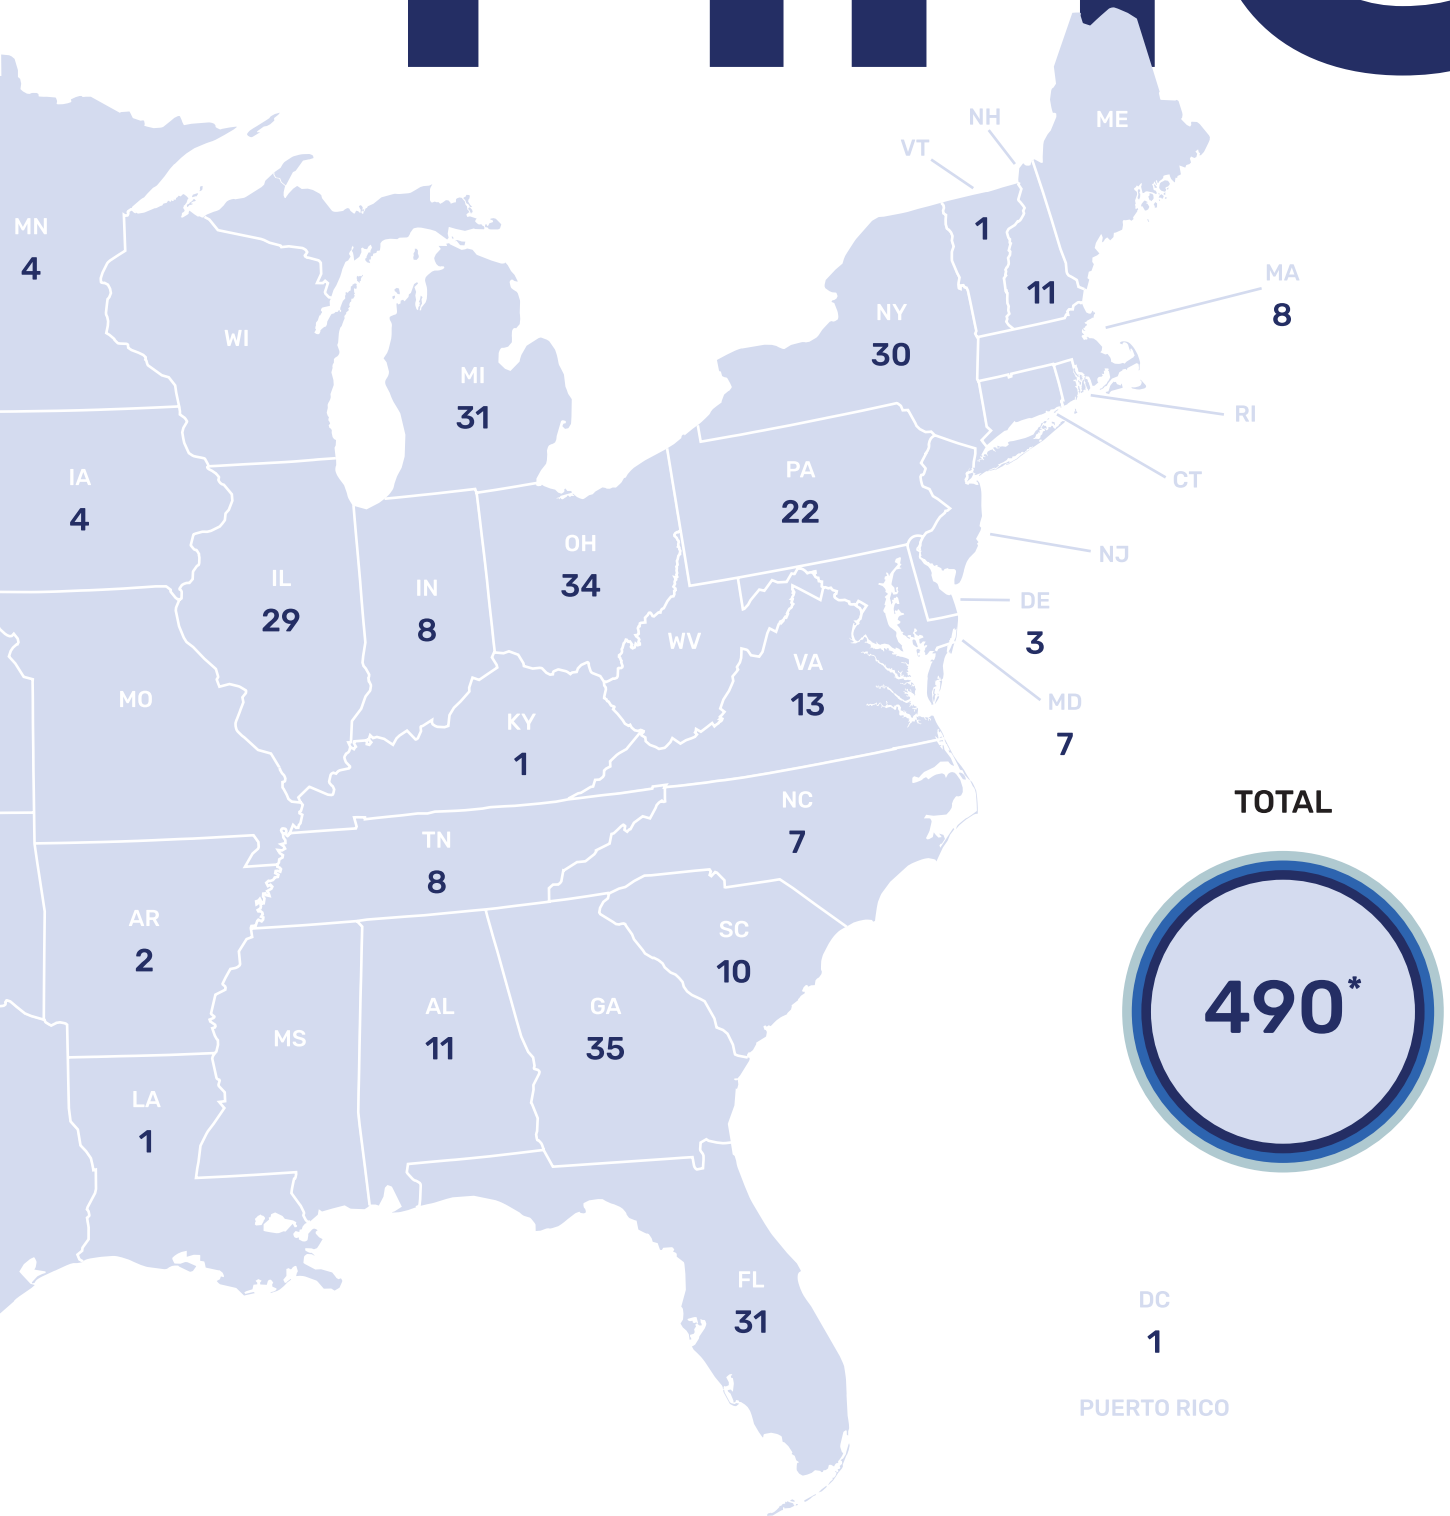 ME
NH
VT
MN
4
1
MA
8
11
NY
30
WI
MI
31
RI
IA
4
PA
22
CT
OH
34
NJ
IL
29
IN
8
DE
3
WV
VA
13
MO
MD
7
KY
1
NC
7
TOTAL
TN
8
AR
2
SC
10
490*
AL
11
GA
35
MS
LA
1
FL
31
DC
1
PUERTO RICO